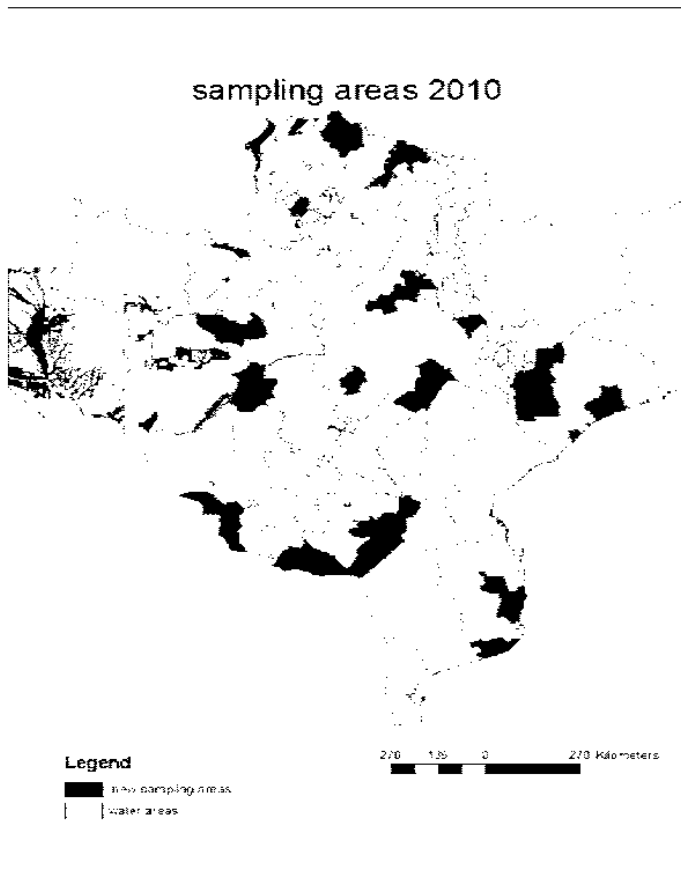 sampling areas 2010
270 135 0 270 Kilometers
Legend
new sampling areas
water areas